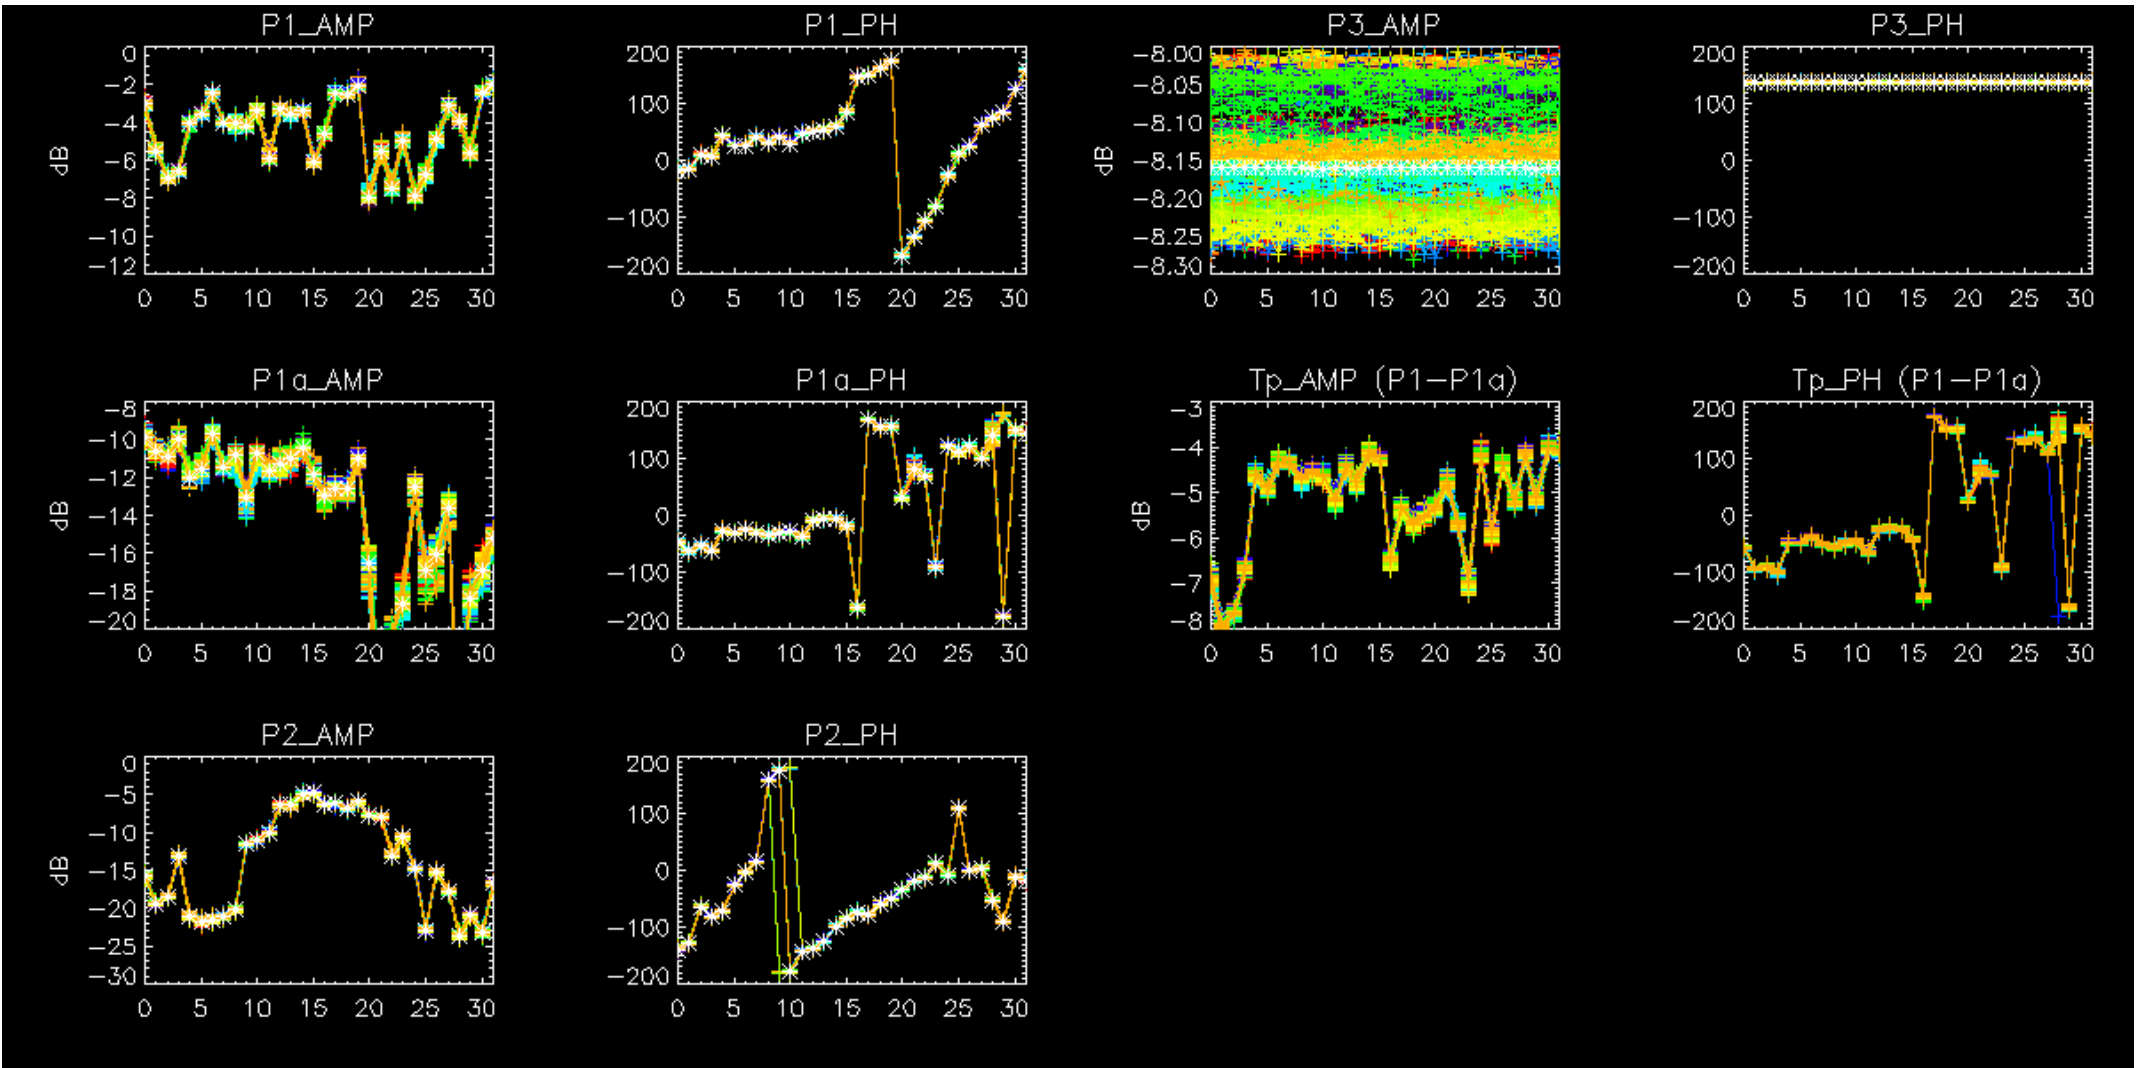 P1_AMP
P1_PH
P3_AMP
P3_PH
0
−2
−4
−6
−8
−10
−12
dB
0 5 10 15 20 25 30
200
100
0
−100
−200
0 5 10 15 20 25 30
−8.00
−8.05
−8.10
−8.15
−8.20
−8.25
−8.30
dB
0 5 10 15 20 25 30
200
100
0
−100
−200
0 5 10 15 20 25 30
P1a_AMP
P1a_PH
Tp_AMP (P1−P1a)
Tp_PH (P1−P1a)
−8
−10
−12
−14
−16
−18
−20
dB
0 5 10 15 20 25 30
200
100
0
−100
−200
0 5 10 15 20 25 30
−3
−4
−5
−6
−7
−8
dB
0 5 10 15 20 25 30
200
100
0
−100
−200
0 5 10 15 20 25 30
P2_AMP
P2_PH
0
−5
−10
−15
−20
−25
−30
dB
0 5 10 15 20 25 30
200
100
0
−100
−200
0 5 10 15 20 25 30